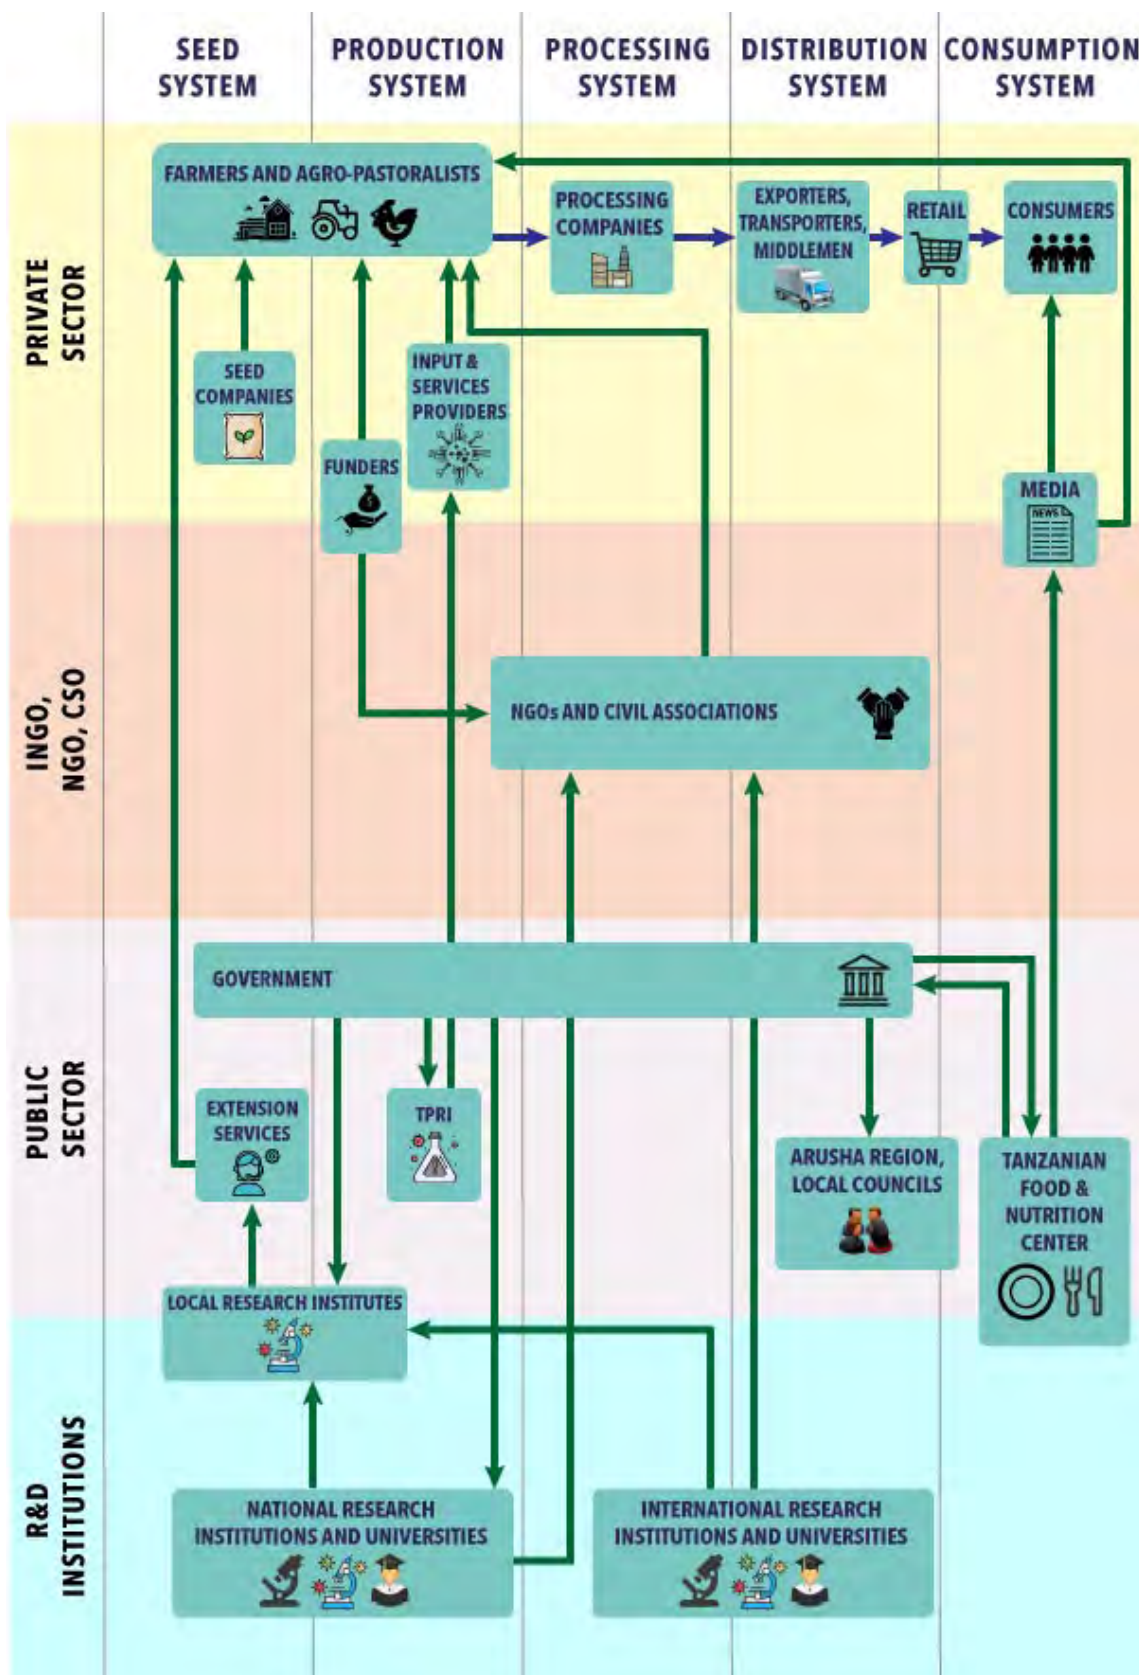 SEED
SYSTEM
PRODUCTION
SYSTEM
PROCESSING
SYSTEM
DISTRIBUTION
SYSTEM
CONSUMPTION
SYSTEM
PRIVATE
SECTOR
FARMERS AND AGRO-PASTORALISTS
PROCESSING
COMPANIES
EXPORTERS,
TRANSPORTERS,
MIDDLEMEN
RETAIL
CONSUMERS
SEED
COMPANIES
INPUT &
SERVICES
PROVIDERS
FUNDERS
MEDIA
NEWS
INGO,
NGO, CSO
NGOs AND CIVIL ASSOCIATIONS
PUBLIC
SECTOR
GOVERNMENT
EXTENSION
SERVICES
TPRI
ARUSHA REGION,
LOCAL COUNCILS
TANZANIAN
FOOD &
NUTRITION
CENTER
LOCAL RESEARCH INSTITUTES
R&D
INSTITUTIONS
NATIONAL RESEARCH
INSTITUTIONS AND UNIVERSITIES
INTERNATIONAL RESEARCH
INSTITUTIONS AND UNIVERSITIES